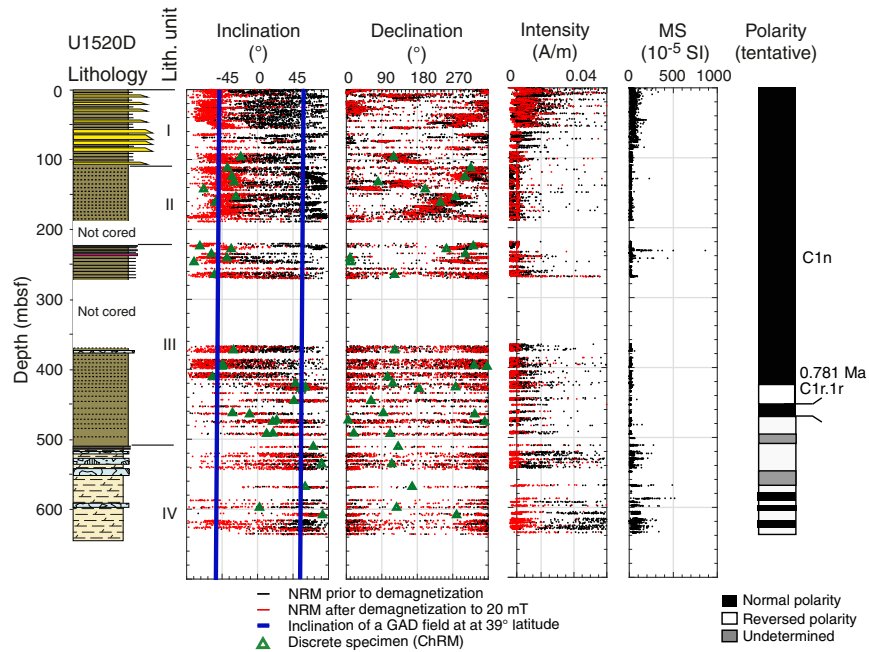 U1520D
Lithology
Lith. unit
Inclination
(°)
Declination
(°)
Intensity
(A/m)
MS
(10-5 SI)
Polarity
(tentative)
-45 0 45
0 90 180 270
0 0.04
0 500 1000
Depth (mbsf)
0
100
200
300
400
500
600
Not cored
Not cored
I
II
III
IV
C1n
0.781 Ma
C1r.1r
NRM prior to demagnetization
NRM after demagnetization to 20 mT
Inclination of a GAD field at at 39° latitude
Discrete specimen (ChRM)
Normal polarity
Reversed polarity
Undetermined